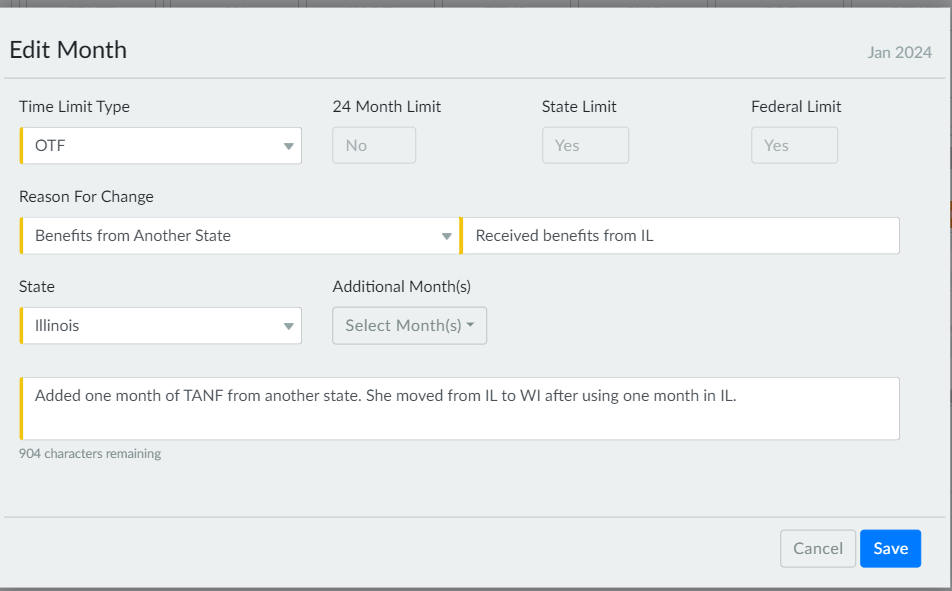 Edit Month
Jan 2024
Time Limit Type
24 Month Limit
State Limit
Federal Limit
OTF
No
Yes
Yes
Reason For Change
Benefits from Another State
Received benefits from IL
State
Additional Month(s)
Illinois
Select Month(s)
Added one month of TANF from another state. She moved from IL to WI after using one month in IL.
904 characters remaining
Cancel
Save